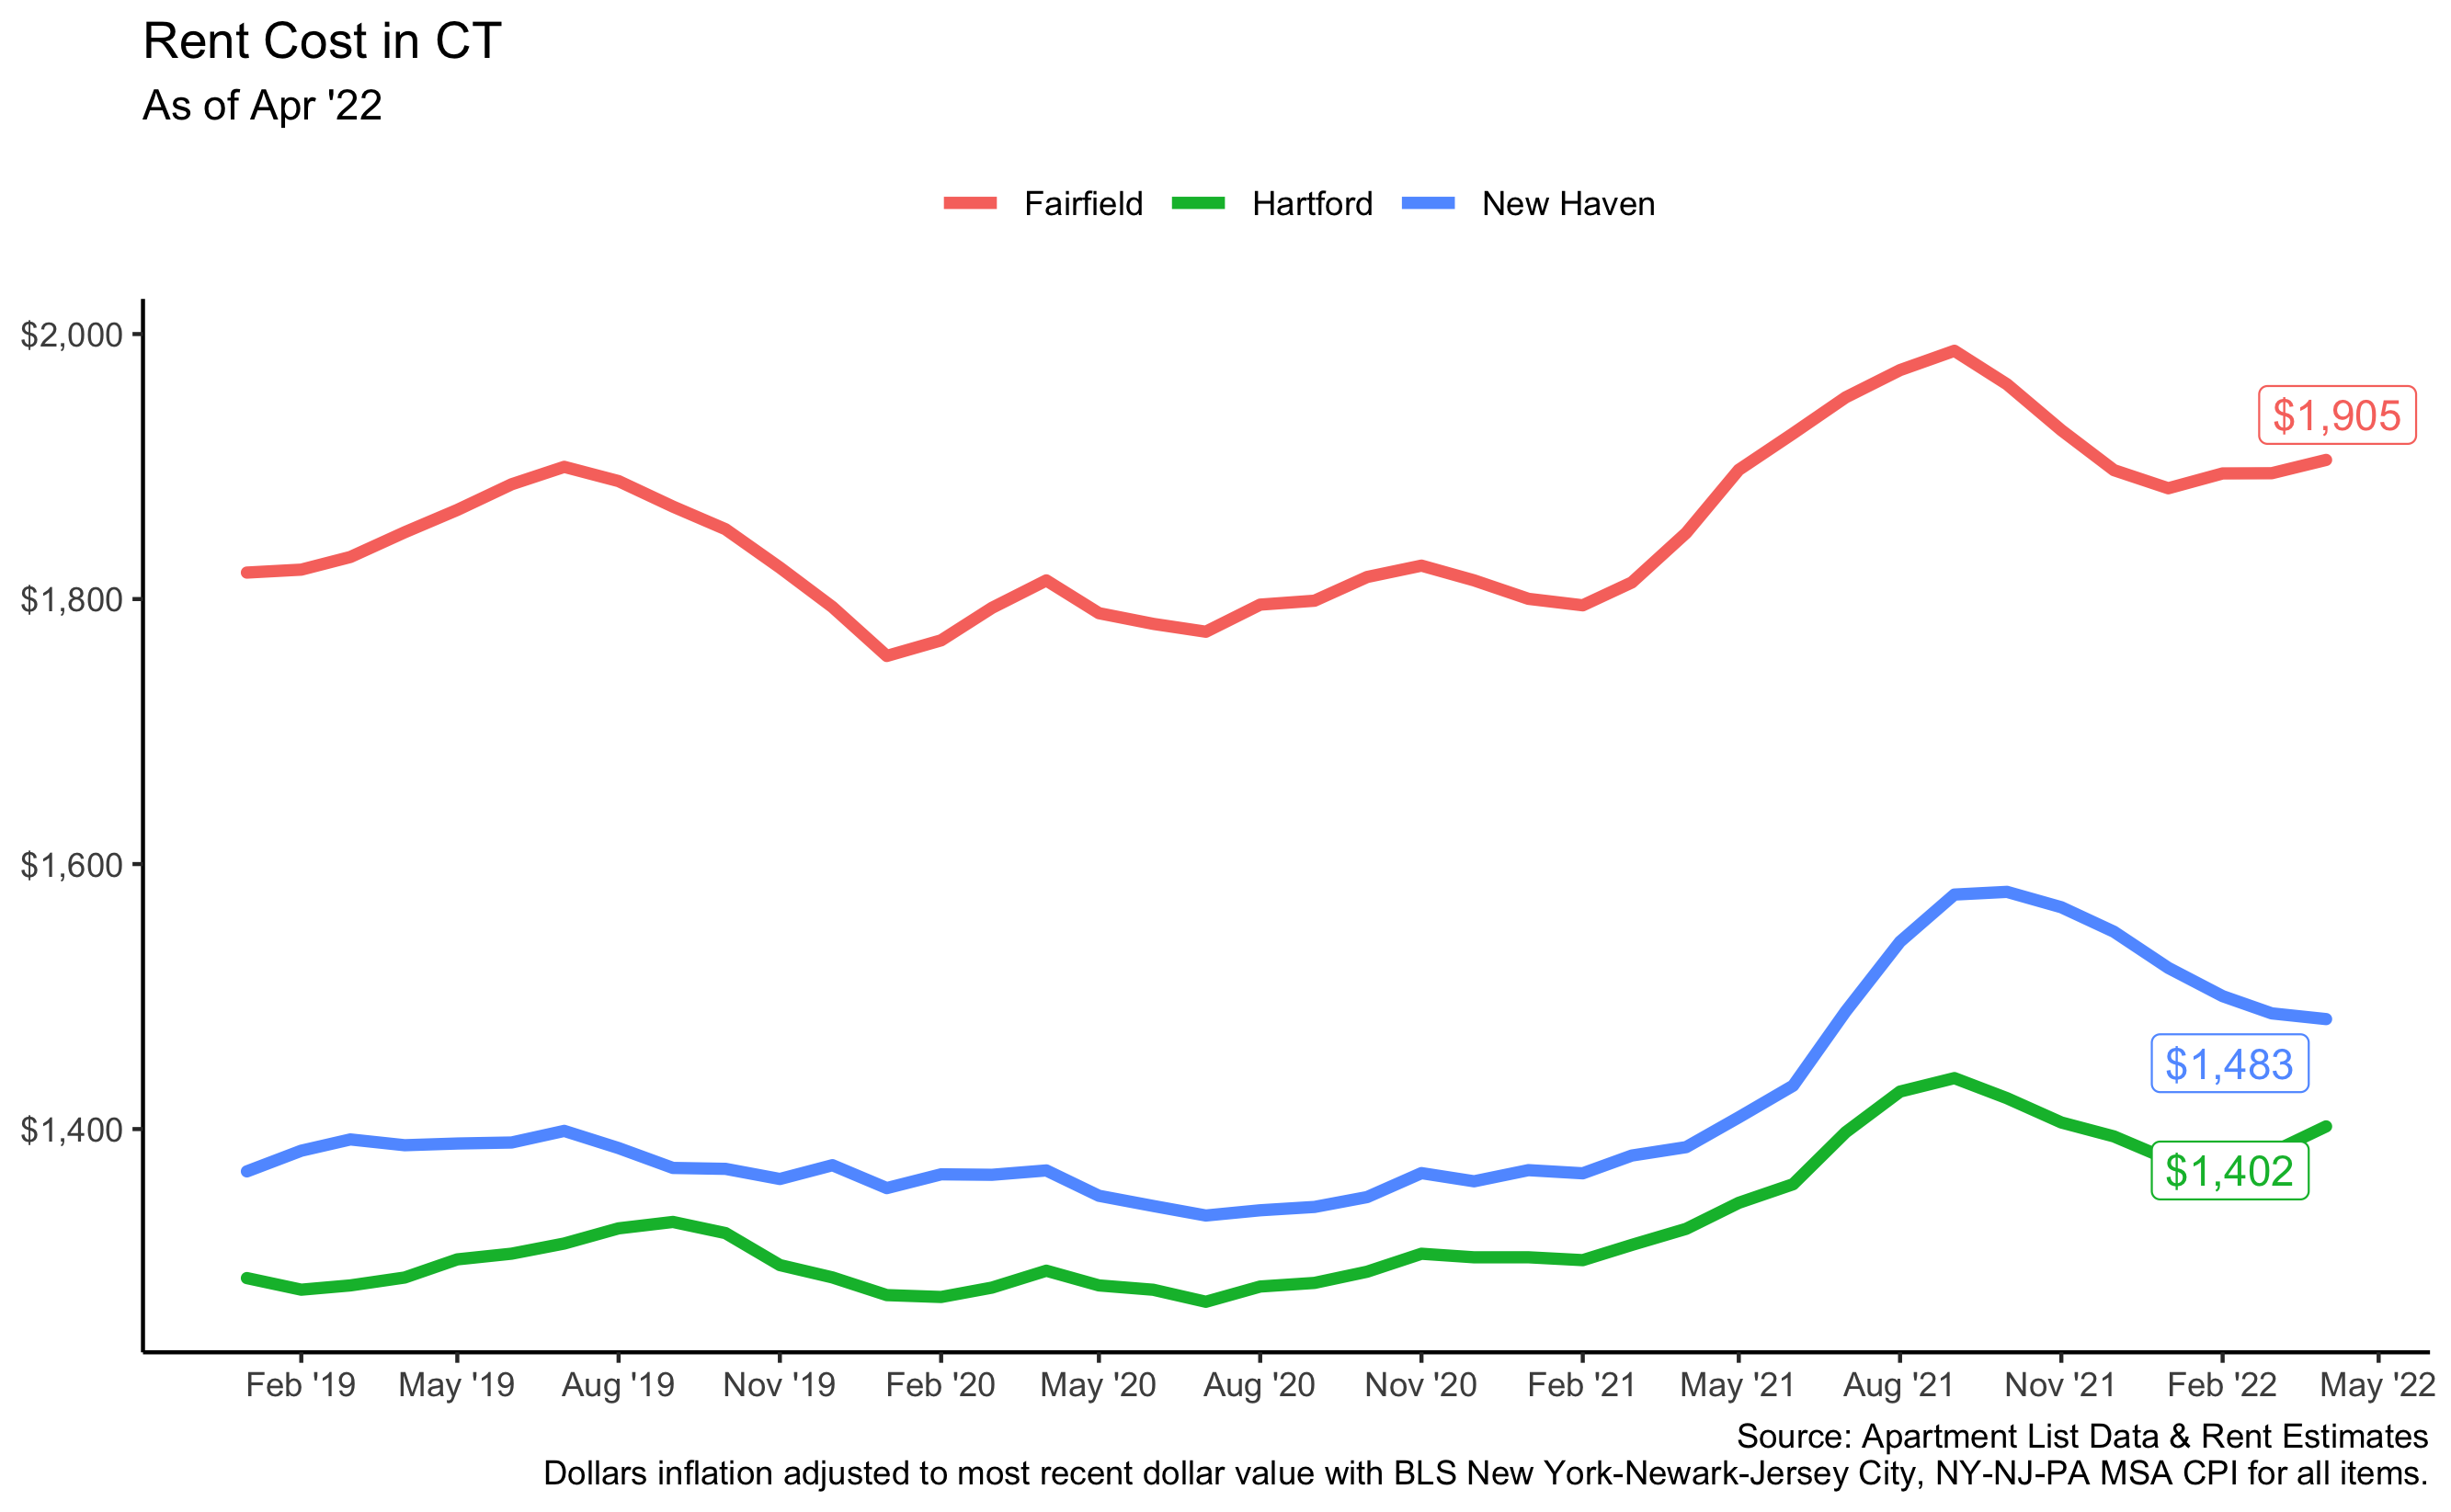 Rent Cost in CT
As of Apr '22
Fairfield Hartford New Haven
$2,000
$1,800
$1,600
$1,400
$1,905
$1,483
$1,402
Feb '19 May '19 Aug '19 Nov '19 Feb '20 May '20 Aug '20 Nov '20 Feb '21 May '21 Aug '21 Nov '21 Feb '22 May '22
Source: Apartment List Data & Rent Estimates
Dollars inflation adjusted to most recent dollar value with BLS New York-Newark-Jersey City, NY-NJ-PA MSA CPI for all items.